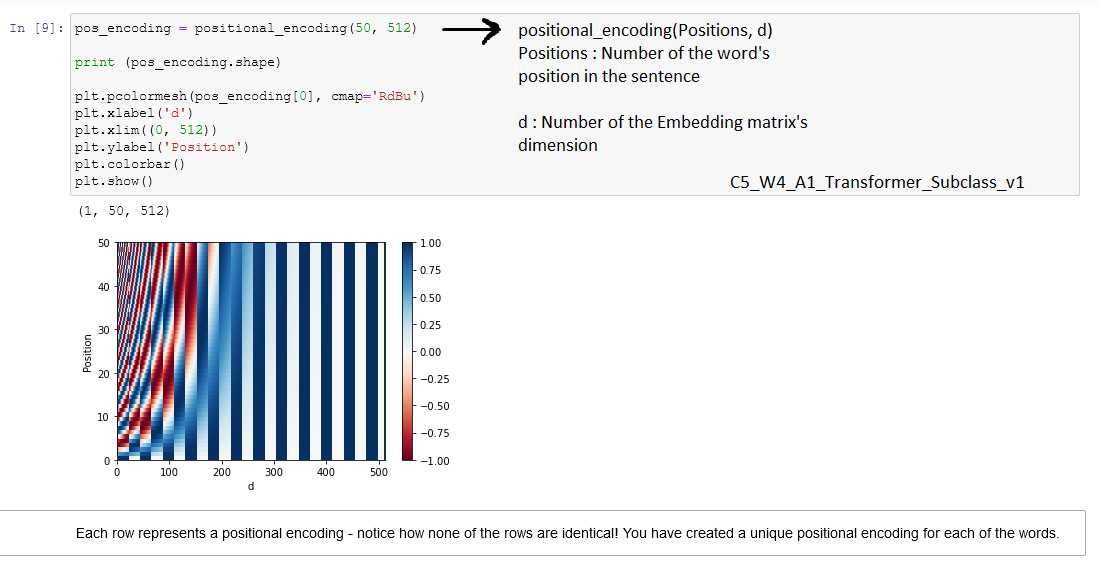 In [9]: pos_encoding = positional_encoding(50, 512)
print (pos_encoding.shape)
plt.pcolormesh(pos_encoding[0], cmap='RdBu')
plt.xlabel('d')
plt.xlim((0, 512))
plt.ylabel('Position')
plt.colorbar()
plt.show()
positional_encoding(Positions, d)
Positions : Number of the word's
position in the sentence
d : Number of the Embedding matrix's
dimension
C5_W4_A1_Transformer_Subclass_v1
(1, 50, 512)
50
40
30
20
10
0
Position
0 100 200 300 400 500
d
1.00
0.75
0.50
0.25
0.00
−0.25
−0.50
−0.75
−1.00
Each row represents a positional encoding - notice how none of the rows are identical! You have created a unique positional encoding for each of the words.